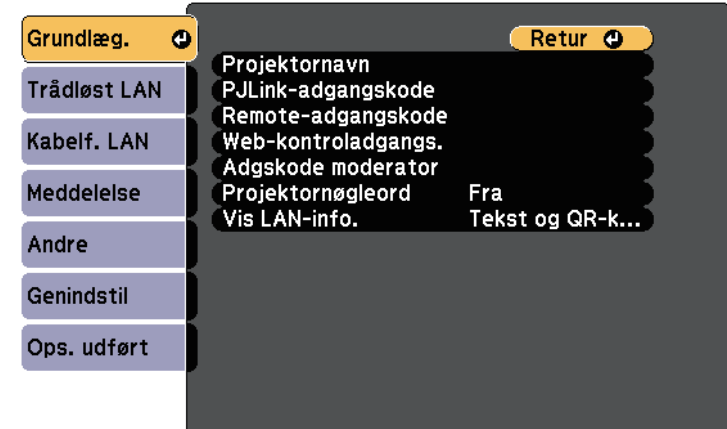 Grundlæg.
Trådløst LAN
Kabelf. LAN
Meddelelse
Andre
Genindstil
Ops. udført
Retur
Projektornavn
PJLink-adgangskode
Remote-adgangskode
Web-kontroladgangs.
Adgskode moderator
Projektornøgleord Fra
Vis LAN-info. Tekst og QR-k...